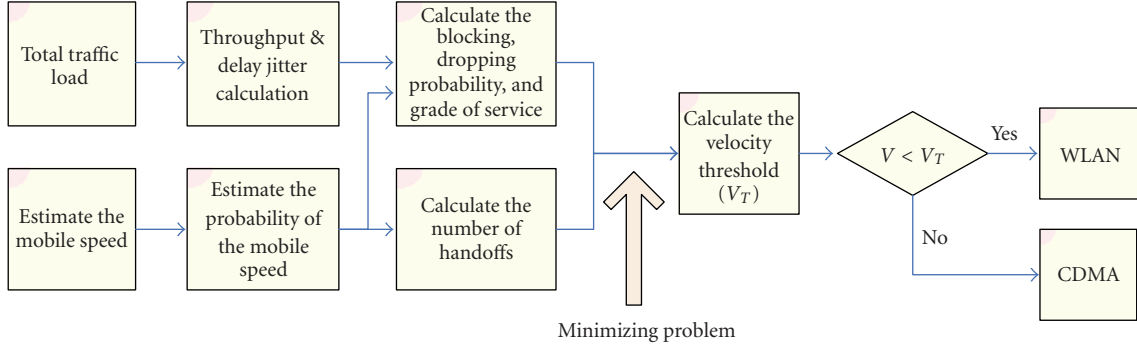 Total traffic
load
Throughput &
delay jitter
calculation
Calculate the
blocking,
dropping
probability, and
grade of service
Estimate the
mobile speed
Estimate the
probability of
the mobile
speed
Calculate the
number of
handoffs
Minimizing problem
Calculate the
velocity
threshold
(V_T)
V < V_T
Yes
WLAN
No
CDMA